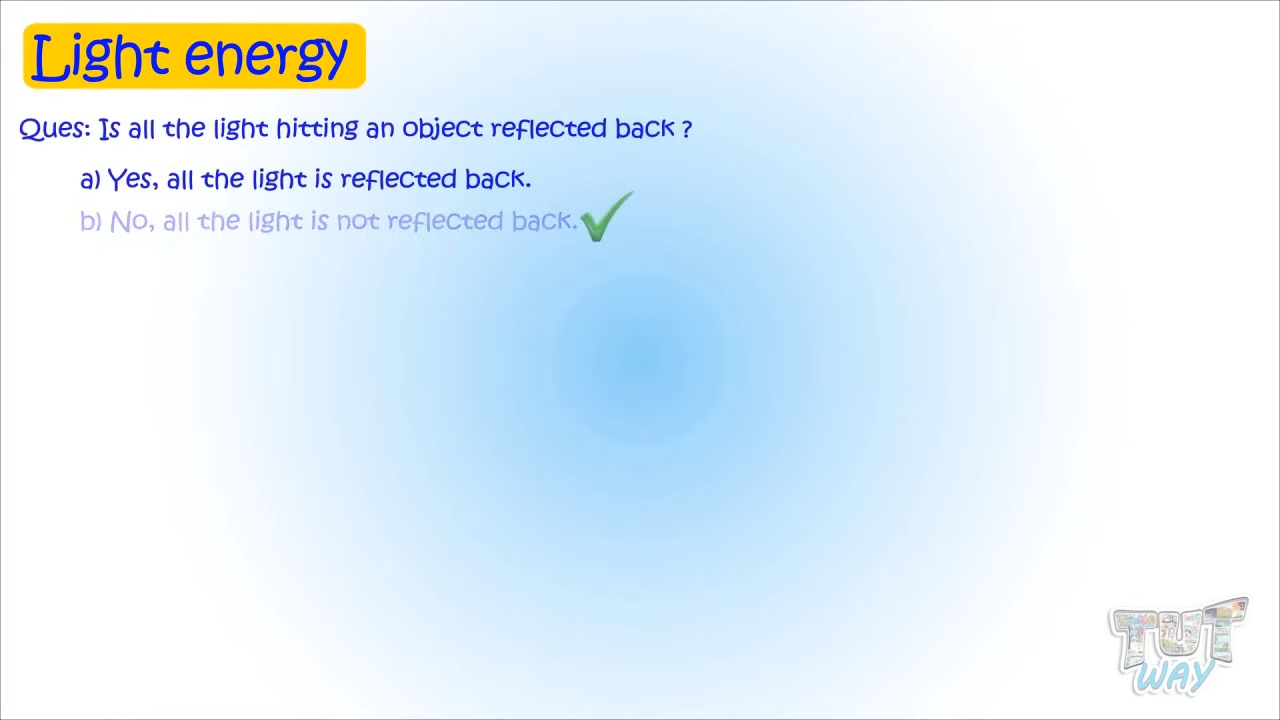 Light energy
Ques: Is all the light hitting an object reflected back ?
a) Yes, all the light is reflected back.
b) No, all the light is not reflected back.
TUT
WAY